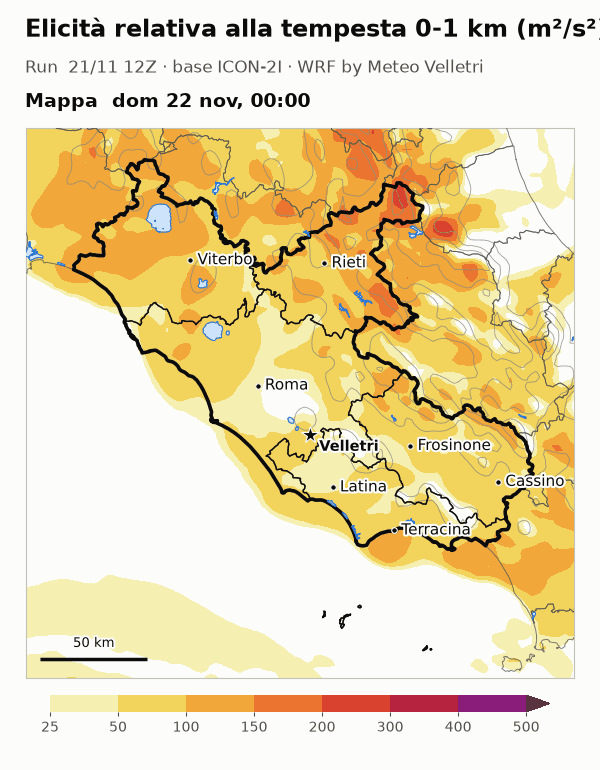 Elicità relativa alla tempesta 0-1 km (m²/s²)
Run 21/11 12Z · base ICON-2I · WRF by Meteo Velletri
Mappa dom 22 nov, 00:00
Viterbo
Rieti
Roma
Velletri
Frosinone
Cassino
Latina
Terracina
50 km
25 50 100 150 200 300 400 500